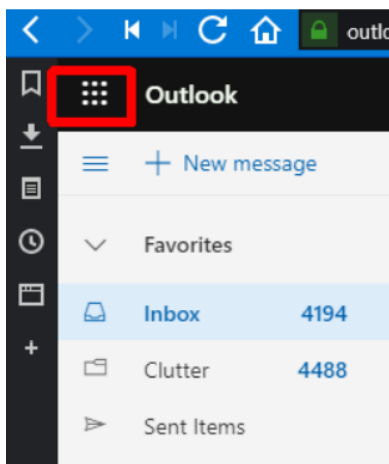 outlo
Outlook
New message
Favorites
Inbox 4194
Clutter 4488
Sent Items